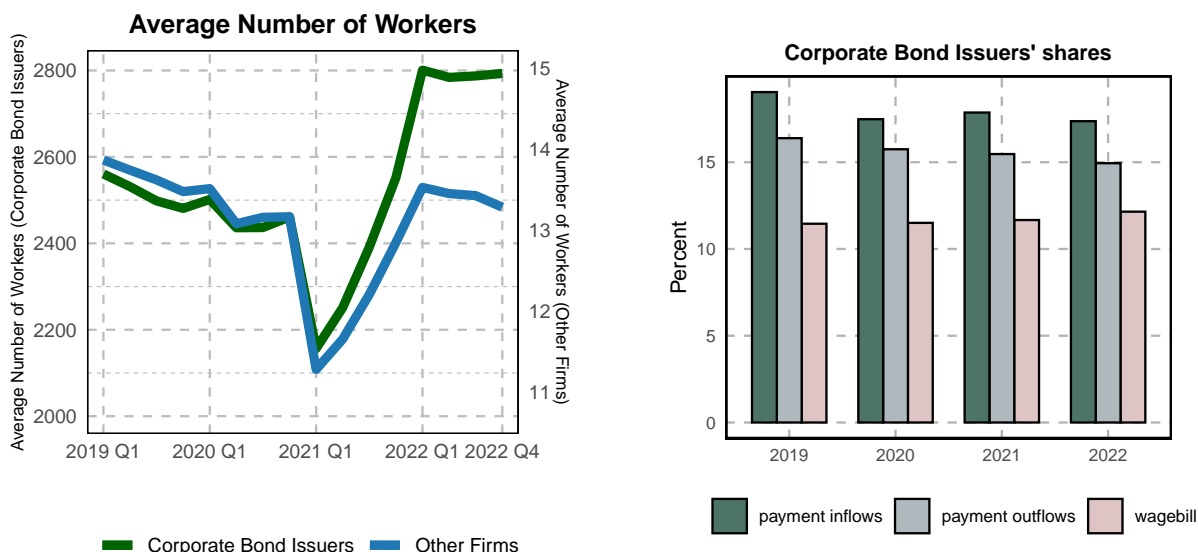 Average Number of Workers
Average Number of Workers (Corporate Bond Issuers)
2800
2600
2400
2200
2000
15
14
13
12
11
Average Number of Workers (Other Firms)
2019 Q1 2020 Q1 2021 Q1 2022 Q1 2022 Q4
Corporate Bond Issuers Other Firms
Corporate Bond Issuers' shares
Percent
15
10
5
0
2019 2020 2021 2022
payment inflows payment outflows wagebill